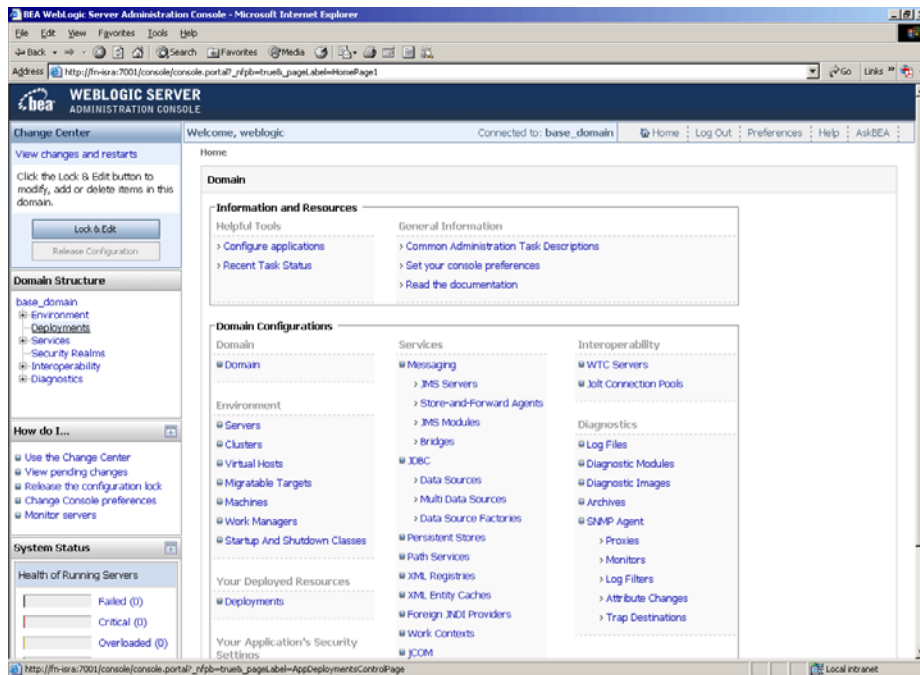 BEA WebLogic Server Administration Console - Microsoft Internet Explorer
File Edit View Favorites Tools Help
Back Search Favorites Media
Address http://fn-isra:7001/console/console.portal?_nfpb=true&_pageLabel=HomePage1 Go Links »
bea WEBLOGIC SERVER
ADMINISTRATION CONSOLE
Change Center
View changes and restarts
Click the Lock & Edit button to
modify, add or delete items in this
domain.
Lock & Edit
Release Configuration
Domain Structure
base_domain
Environment
Deployments
Services
Security Realms
Interoperability
Diagnostics
How do I...
Use the Change Center
View pending changes
Release the configuration lock
Change Console preferences
Monitor servers
System Status
Health of Running Servers
Failed (0)
Critical (0)
Overloaded (0)
Welcome, weblogic
Connected to: base_domain
Home Log Out Preferences Help AskBEA
Home
Domain
Information and Resources
Helpful Tools
Configure applications
Recent Task Status
General Information
Common Administration Task Descriptions
Set your console preferences
Read the documentation
Domain Configurations
Domain
Domain
Environment
Servers
Clusters
Virtual Hosts
Migratable Targets
Machines
Work Managers
Startup And Shutdown Classes
Your Deployed Resources
Deployments
Your Application's Security
Settings
Services
Messaging
JMS Servers
Store-and-Forward Agents
JMS Modules
Bridges
JDBC
Data Sources
Multi Data Sources
Data Source Factories
Persistent Stores
Path Services
XML Registries
XML Entity Caches
Foreign JNDI Providers
Work Contexts
jCOM
Interoperability
WTC Servers
Jolt Connection Pools
Diagnostics
Log Files
Diagnostic Modules
Diagnostic Images
Archives
SNMP Agent
Proxies
Monitors
Log Filters
Attribute Changes
Trap Destinations
http://fn-isra:7001/console/console.portal?_nfpb=true&_pageLabel=AppDeploymentsControlPage
Local intranet